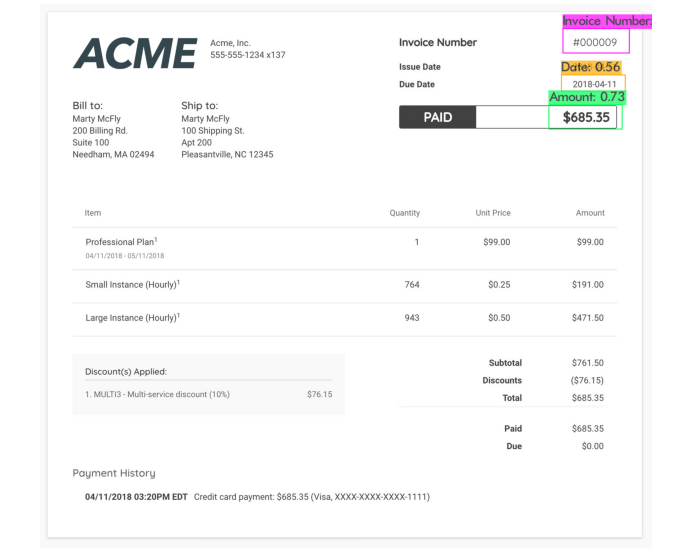 Invoice Number:
ACME
Acme, Inc.
555-555-1234 x137
Invoice Number
#000009
Issue Date
Date: 0.56
Due Date
2018-04-11
Amount: 0.73
PAID
$685.35
Bill to:
Marty McFly
200 Billing Rd.
Suite 100
Needham, MA 02494
Ship to:
Marty McFly
100 Shipping St.
Apt 200
Pleasantville, NC 12345
Item Quantity Unit Price Amount
Professional Plan1 1 $99.00 $99.00
04/11/2018 - 05/11/2018
Small Instance (Hourly)1 764 $0.25 $191.00
Large Instance (Hourly)1 943 $0.50 $471.50
Discount(s) Applied:
1. MULTI3 - Multi-service discount (10%) $76.15
Subtotal $761.50
Discounts ($76.15)
Total $685.35
Paid $685.35
Due $0.00
Payment History
04/11/2018 03:20PM EDT Credit card payment: $685.35 (Visa, XXXX-XXXX-XXXX-1111)